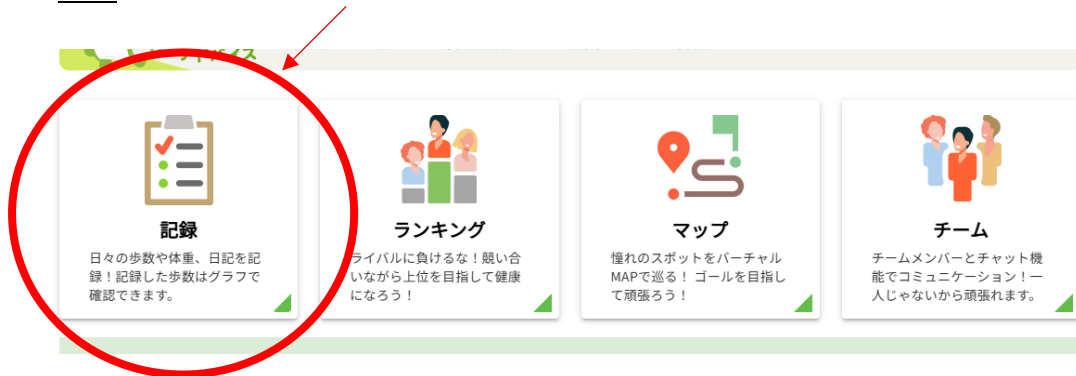 記録
日々の歩数や体重、日記を記
録！記録した歩数はグラフで
確認できます。
ランキング
ライバルに負けるな！競い合
いながら上位を目指して健康
になろう！
マップ
憧れのスポットをバーチャル
MAPで巡る！ ゴールを目指し
て頑張ろう！
チーム
チームメンバーとチャット機
能でコミュニケーション！一
人じゃないから頑張れます。